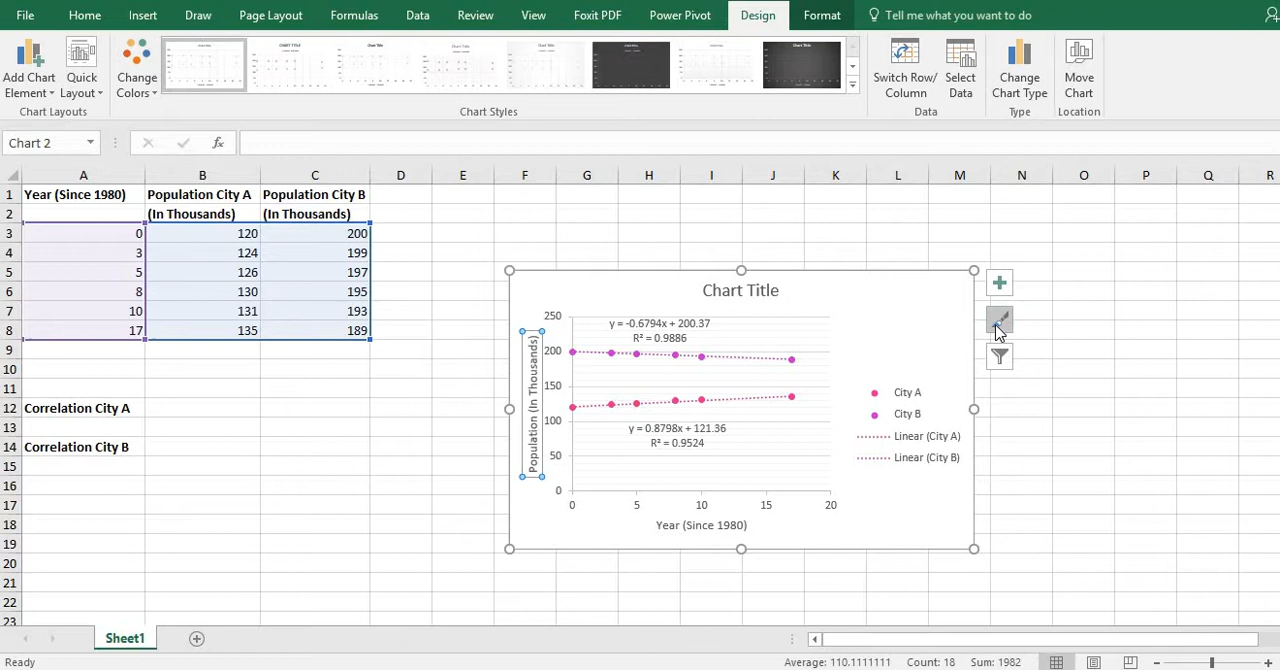 File Home Insert Draw Page Layout Formulas Data Review View Foxit PDF Power Pivot Design Format Tell me what you want to do
Add Chart Element
Quick Layout
Change Colors
Switch Row/ Column
Select Data
Change Chart Type
Move Chart
Chart Layouts Chart Styles Data Type Location
Chart 2 fx
A B C D E F G H I J K L M N O P Q R
1 Year (Since 1980) Population City A Population City B
2 (In Thousands) (In Thousands)
3 0 120 200
4 3 124 199
5 5 126 197
6 8 130 195
7 10 131 193
8 17 135 189
9
10
11
12 Correlation City A
13
14 Correlation City B
15
16
17
18
19
20
21
22
23
Chart Title
Population (In Thousands)
250
200
150
100
50
0
y = -0.6794x + 200.37
R² = 0.9886
y = 0.8798x + 121.36
R² = 0.9524
0 5 10 15 20
Year (Since 1980)
City A
City B
Linear (City A)
Linear (City B)
Sheet1
Ready Average: 110.1111111 Count: 18 Sum: 1982